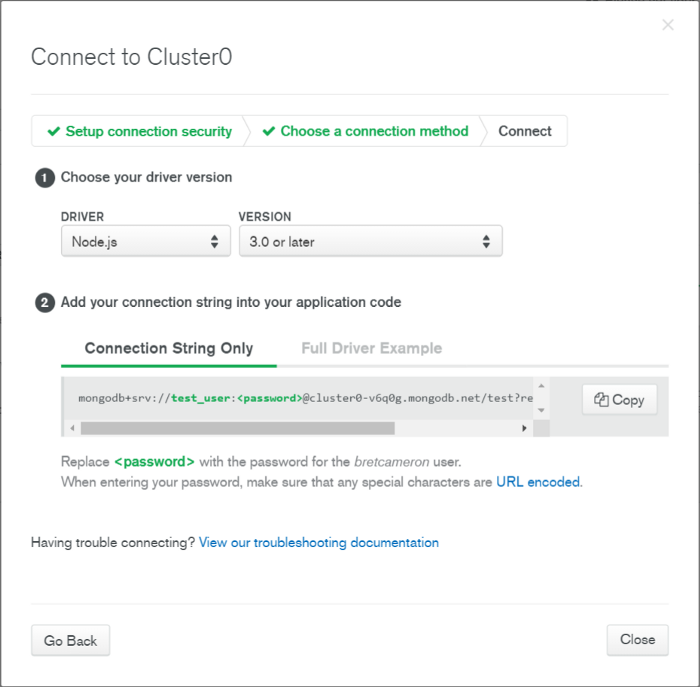 Connect to Cluster0
Setup connection security Choose a connection method Connect
1 Choose your driver version
DRIVER VERSION
Node.js 3.0 or later
2 Add your connection string into your application code
Connection String Only Full Driver Example
mongodb+srv://test_user:<password>@cluster0-v6q0g.mongodb.net/test?re
Copy
Replace <password> with the password for the bretcameron user.
When entering your password, make sure that any special characters are URL encoded.
Having trouble connecting? View our troubleshooting documentation
Go Back Close